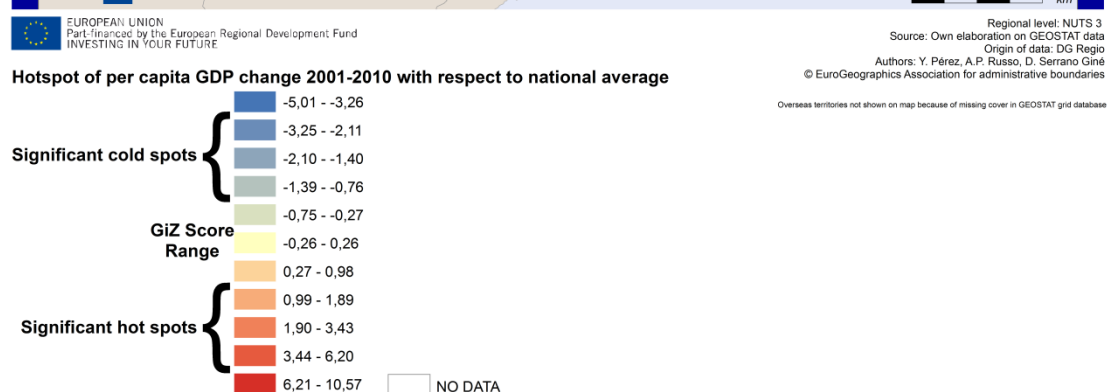 km
EUROPEAN UNION
Part-financed by the European Regional Development Fund
INVESTING IN YOUR FUTURE
Regional level: NUTS 3
Source: Own elaboration on GEOSTAT data
Origin of data: DG Regio
Authors: Y. Pérez, A.P. Russo, D. Serrano Giné
© EuroGeographics Association for administrative boundaries
Overseas territories not shown on map because of missing cover in GEOSTAT grid database
Hotspot of per capita GDP change 2001-2010 with respect to national average
-5,01 - -3,26
-3,25 - -2,11
Significant cold spots
-2,10 - -1,40
-1,39 - -0,76
-0,75 - -0,27
GiZ Score
Range
-0,26 - 0,26
0,27 - 0,98
0,99 - 1,89
Significant hot spots
1,90 - 3,43
3,44 - 6,20
6,21 - 10,57
NO DATA